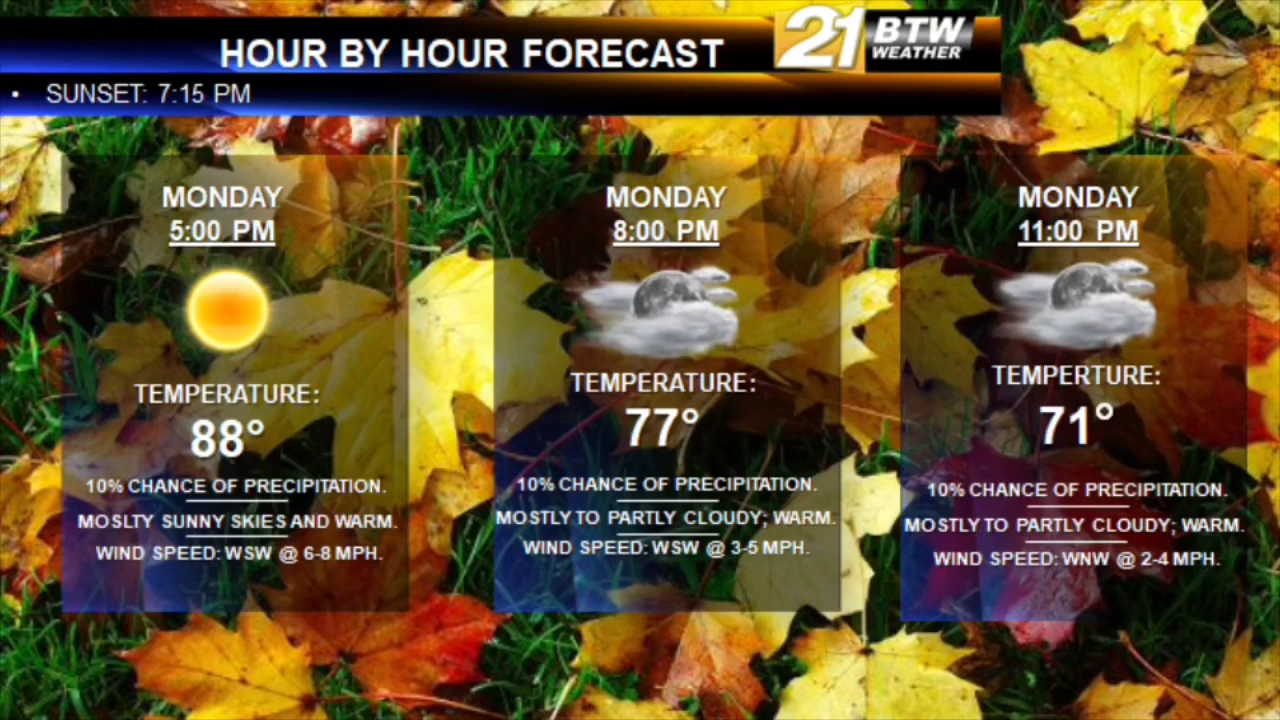 HOUR BY HOUR FORECAST
21 BTW
WEATHER
• SUNSET: 7:15 PM
MONDAY
5:00 PM
TEMPERATURE:
88°
10% CHANCE OF PRECIPITATION.
MOSLTY SUNNY SKIES AND WARM.
WIND SPEED: WSW @ 6-8 MPH.
MONDAY
8:00 PM
TEMPERATURE:
77°
10% CHANCE OF PRECIPITATION.
MOSTLY TO PARTLY CLOUDY; WARM.
WIND SPEED: WSW @ 3-5 MPH.
MONDAY
11:00 PM
TEMPERTURE:
71°
10% CHANCE OF PRECIPITATION.
MOSTLY TO PARTLY CLOUDY; WARM.
WIND SPEED: WNW @ 2-4 MPH.